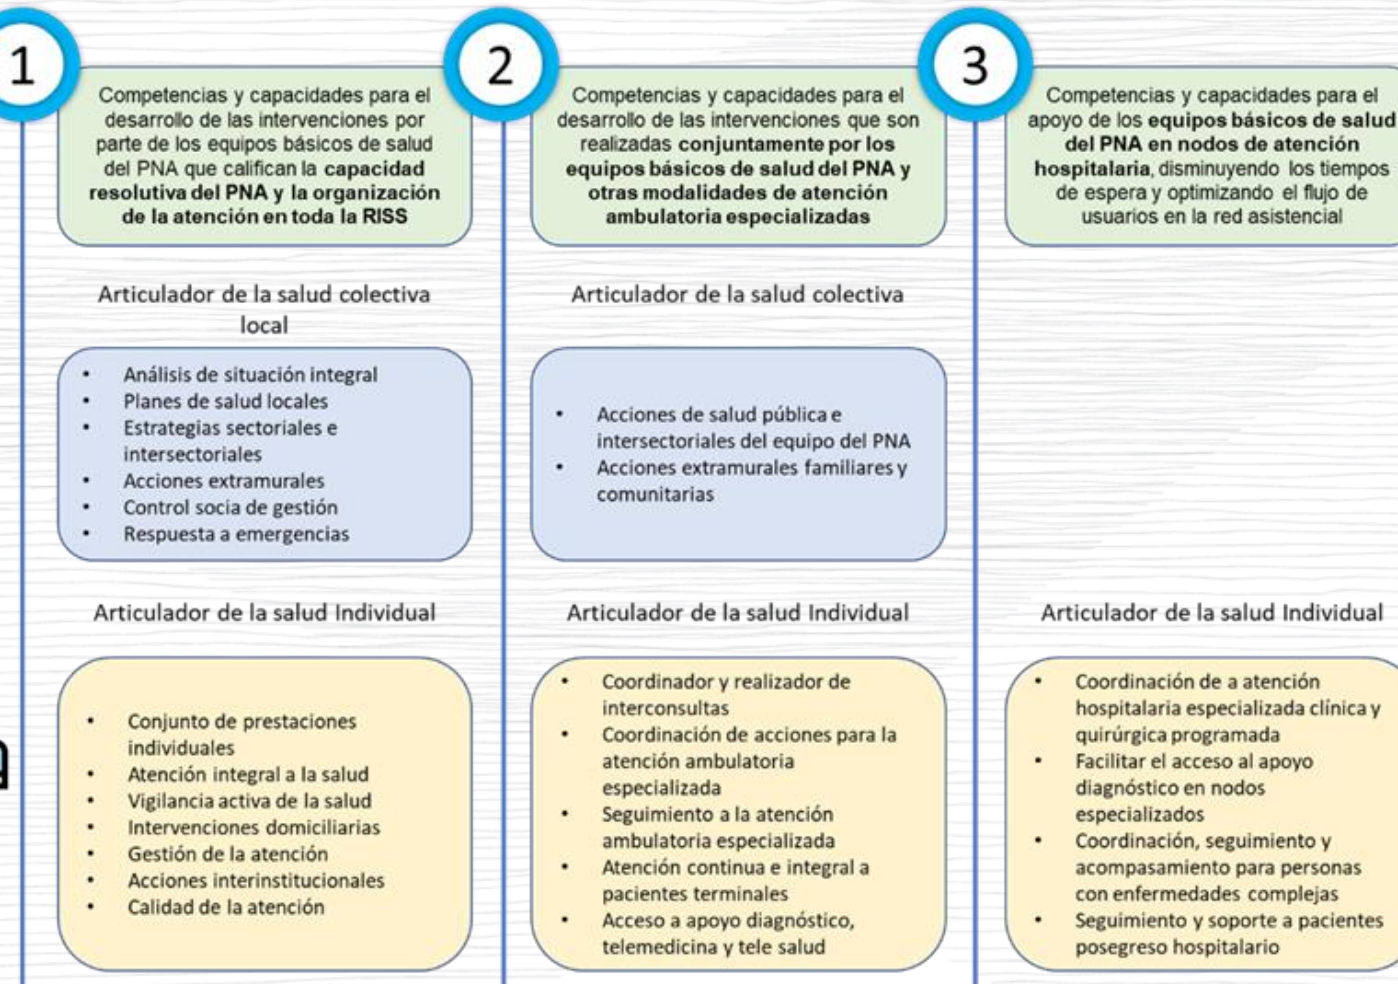 1
Competencias y capacidades para el
desarrollo de las intervenciones por
parte de los equipos básicos de salud
del PNA que califican la capacidad
resolutiva del PNA y la organización
de la atención en toda la RISS
Articulador de la salud colectiva
local
• Análisis de situación integral
• Planes de salud locales
• Estrategias sectoriales e
intersectoriales
• Acciones extramurales
• Control socia de gestión
• Respuesta a emergencias
Articulador de la salud Individual
• Conjunto de prestaciones
individuales
• Atención integral a la salud
• Vigilancia activa de la salud
• Intervenciones domiciliarias
• Gestión de la atención
• Acciones interinstitucionales
• Calidad de la atención
2
Competencias y capacidades para el
desarrollo de las intervenciones que son
realizadas conjuntamente por los
equipos básicos de salud del PNA y
otras modalidades de atención
ambulatoria especializadas
Articulador de la salud colectiva
• Acciones de salud pública e
intersectoriales del equipo del PNA
• Acciones extramurales familiares y
comunitarias
Articulador de la salud Individual
• Coordinador y realizador de
interconsultas
• Coordinación de acciones para la
atención ambulatoria
especializada
• Seguimiento a la atención
ambulatoria especializada
• Atención continua e integral a
pacientes terminales
• Acceso a apoyo diagnóstico,
telemedicina y tele salud
3
Competencias y capacidades para el
apoyo de los equipos básicos de salud
del PNA en nodos de atención
hospitalaria, disminuyendo los tiempos
de espera y optimizando el flujo de
usuarios en la red asistencial
Articulador de la salud Individual
• Coordinación de a atención
hospitalaria especializada clínica y
quirúrgica programada
• Facilitar el acceso al apoyo
diagnóstico en nodos
especializados
• Coordinación, seguimiento y
acompasamiento para personas
con enfermedades complejas
• Seguimiento y soporte a pacientes
posegreso hospitalario